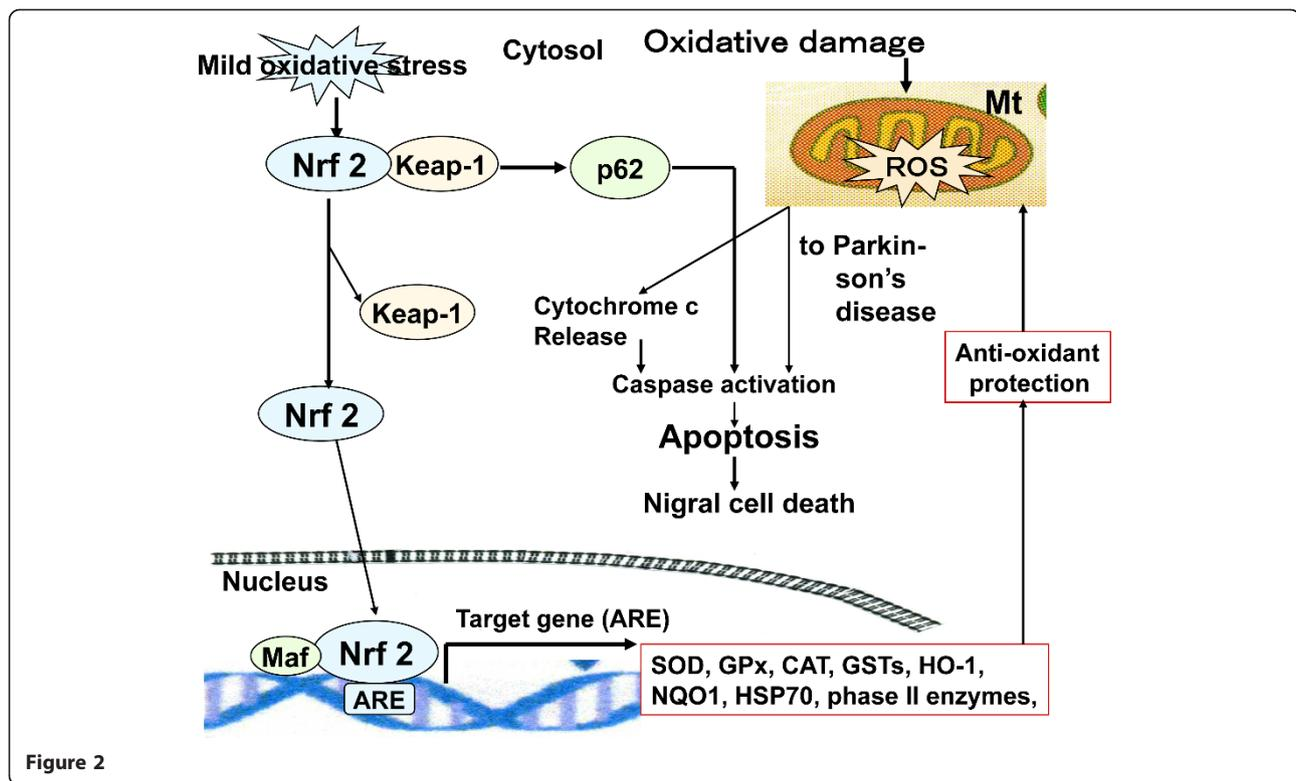 Mild oxidative stress
Cytosol
Oxidative damage
Mt
ROS
Nrf 2
Keap-1
p62
to Parkin-
son's
disease
Keap-1
Cytochrome c
Release
Anti-oxidant
protection
Caspase activation
Nrf 2
Apoptosis
Nigral cell death
Nucleus
Target gene (ARE)
Maf
Nrf 2
ARE
SOD, GPx, CAT, GSTs, HO-1,
NQO1, HSP70, phase II enzymes,
Figure 2